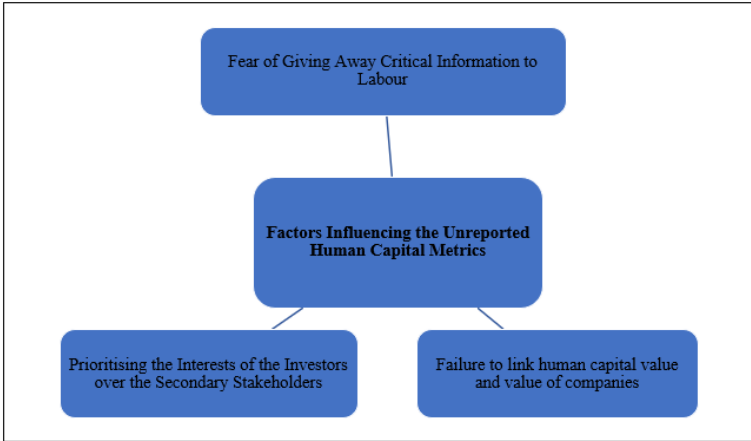 Fear of Giving Away Critical Information to
Labour
Factors Influencing the Unreported
Human Capital Metrics
Prioritising the Interests of the Investors
over the Secondary Stakeholders
Failure to link human capital value
and value of companies